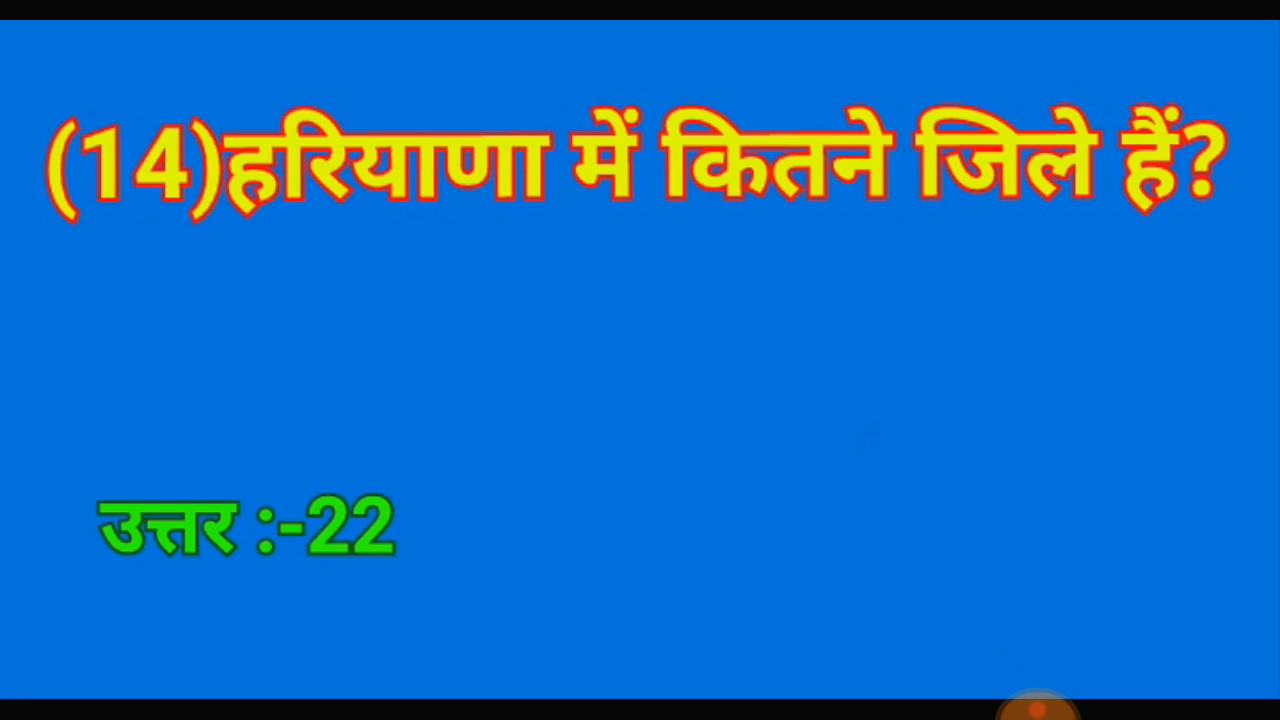 (14)हरियाणा में कितने जिले हैं?
उत्तर :-22